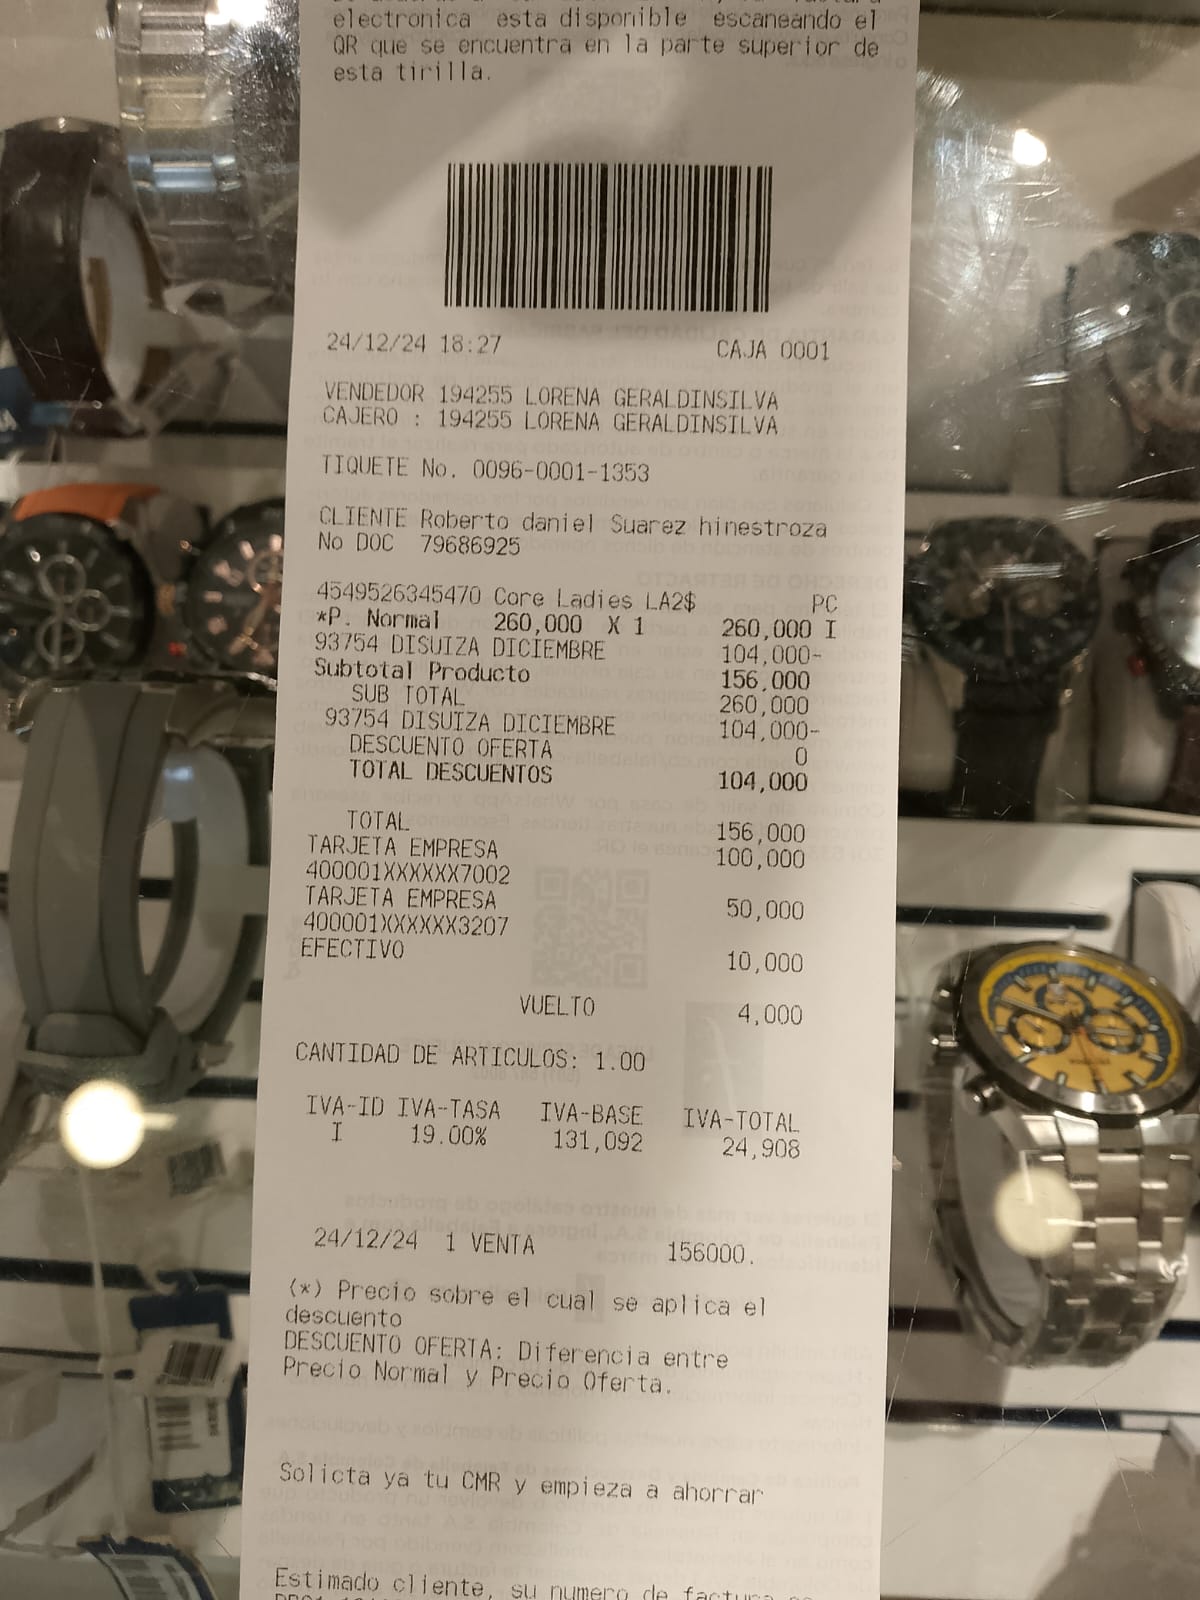 electronica esta disponible escaneando el
QR que se encuentra en la parte superior de
esta tirilla.
24/12/24 18:27 CAJA 0001
VENDEDOR 194255 LORENA GERALDINSILVA
CAJERO : 194255 LORENA GERALDINSILVA
TIQUETE No. 0096-0001-1353
CLIENTE Roberto daniel Suarez hinestroza
No DOC 79686925
4549526345470 Core Ladies LA2$ PC
*P. Normal 260,000 X 1 260,000 I
93754 DISUIZA DICIEMBRE 104,000-
Subtotal Producto 156,000
SUB TOTAL 260,000
93754 DISUIZA DICIEMBRE 104,000-
DESCUENTO OFERTA 0
TOTAL DESCUENTOS 104,000
TOTAL 156,000
TARJETA EMPRESA 100,000
400001XXXXXX7002
TARJETA EMPRESA 50,000
400001XXXXXX3207
EFECTIVO 10,000
VUELTO 4,000
CANTIDAD DE ARTICULOS: 1.00
IVA-ID IVA-TASA IVA-BASE IVA-TOTAL
I 19.00% 131,092 24,908
24/12/24 1 VENTA 156000.
(*) Precio sobre el cual se aplica el
descuento
DESCUENTO OFERTA: Diferencia entre
Precio Normal y Precio Oferta.
Solicta ya tu CMR y empieza a ahorrar
Estimado cliente, su numero de factura